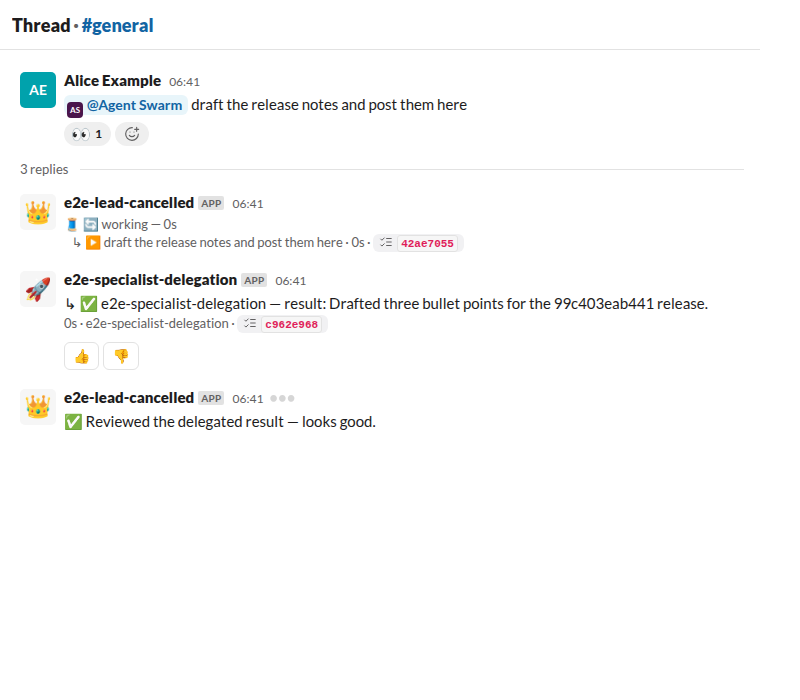 Thread • #general
AE
Alice Example 06:41
AS @Agent Swarm draft the release notes and post them here
👀 1
3 replies
e2e-lead-cancelled APP 06:41
🧵 🔄 working — 0s
↳ ▶️ draft the release notes and post them here · 0s · 42ae7055
e2e-specialist-delegation APP 06:41
↳ ✅ e2e-specialist-delegation — result: Drafted three bullet points for the 99c403eab441 release.
0s · e2e-specialist-delegation · c962e968
👍 👎
e2e-lead-cancelled APP 06:41
✅ Reviewed the delegated result — looks good.